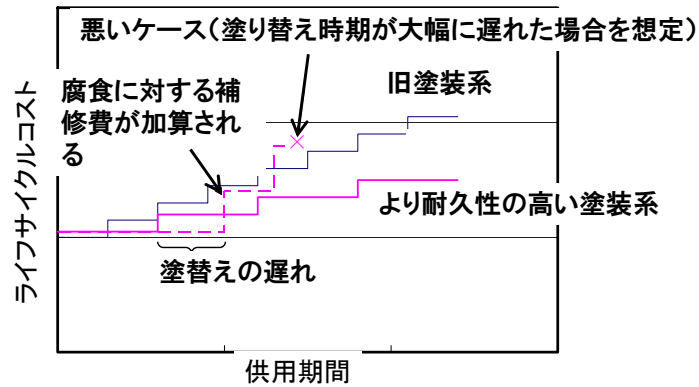 悪いケース（塗り替え時期が大幅に遅れた場合を想定）
旧塗装系
腐食に対する補
修費が加算され
る
より耐久性の高い塗装系
塗替えの遅れ
ライフサイクルコスト
供用期間